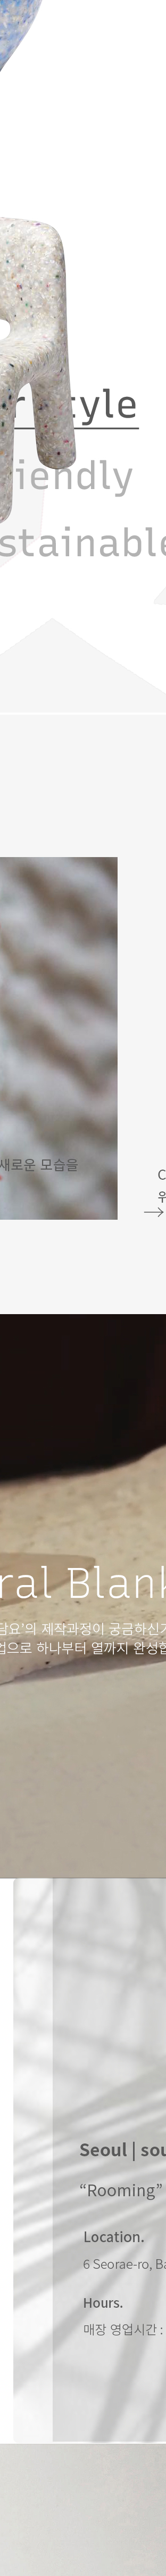 r style
iendly
stainable
새로운 모습을
C
위
ral Blank
담요'의 제작과정이 궁금하신가
업으로 하나부터 열까지 완성합
Seoul | sou
“Rooming”
Location.
6 Seorae-ro, Ba
Hours.
매장 영업시간 :